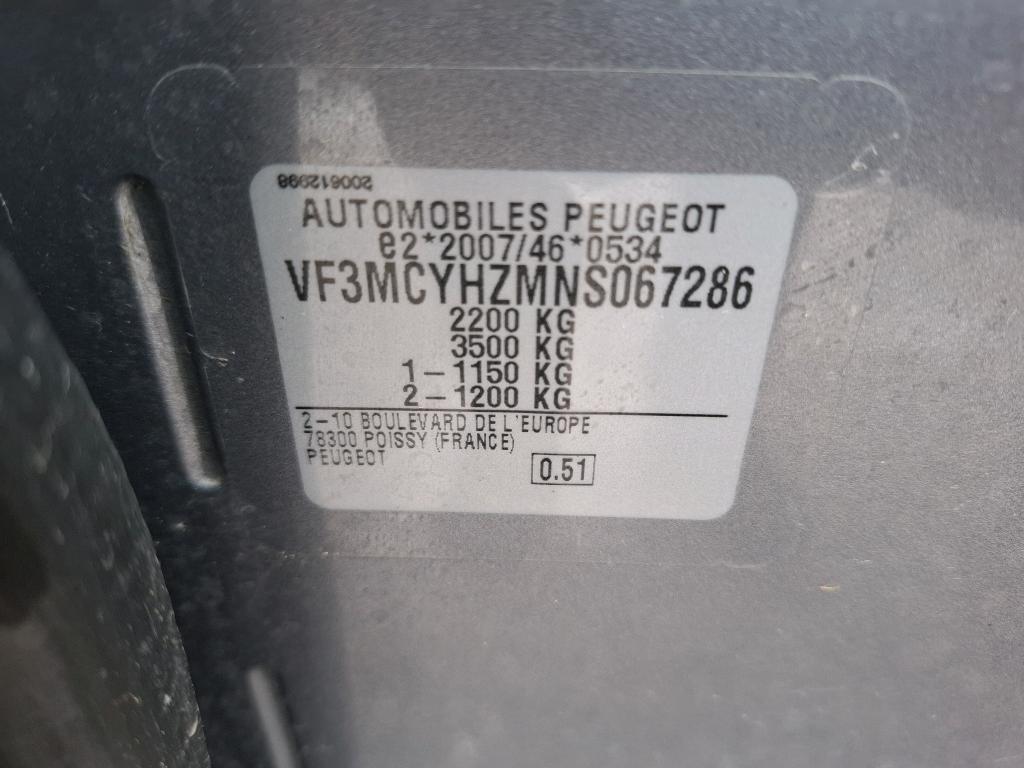 200612998
AUTOMOBILES PEUGEOT
e2*2007/46*0534
VF3MCYHZMNS067286
2200 KG
3500 KG
1-1150 KG
2-1200 KG
2-10 BOULEVARD DE L'EUROPE
78300 POISSY (FRANCE)
PEUGEOT
0.51